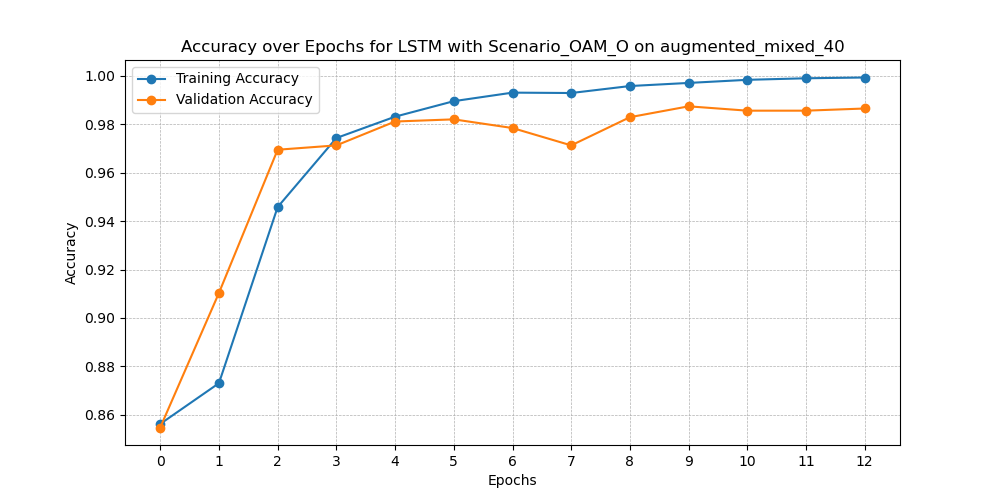 Accuracy over Epochs for LSTM with Scenario_OAM_O on augmented_mixed_40
Training Accuracy
Validation Accuracy
1.00
0.98
0.96
0.94
0.92
0.90
0.88
0.86
Accuracy
0 1 2 3 4 5 6 7 8 9 10 11 12
Epochs